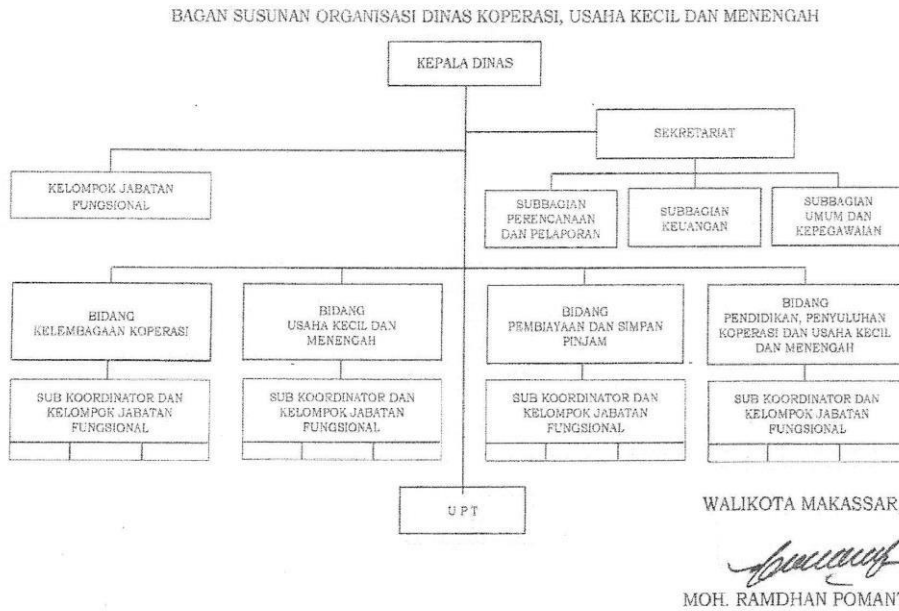 BAGAN SUSUNAN ORGANISASI DINAS KOPERASI, USAHA KECIL DAN MENENGAH
KEPALA DINAS
SEKRETARIAT
KELOMPOK JABATAN
FUNGSIONAL
SUBBAGIAN
PERENCANAAN
DAN PELAPORAN
SUBBAGIAN
KEUANGAN
SUBBAGIAN
UMUM DAN
KEPEGAWAIAN
BIDANG
KELEMBAGAAN KOPERASI
BIDANG
USAHA KECIL DAN
MENENGAH
BIDANG
PEMBIAYAAN DAN SIMPAN
PINJAM
BIDANG
PENDIDIKAN, PENYULUHAN
KOPERASI DAN USAHA KECIL
DAN MENENGAH
SUB KOORDINATOR DAN
KELOMPOK JABATAN
FUNGSIONAL
SUB KOORDINATOR DAN
KELOMPOK JABATAN
FUNGSIONAL
SUB KOORDINATOR DAN
KELOMPOK JABATAN
FUNGSIONAL
SUB KOORDINATOR DAN
KELOMPOK JABATAN
FUNGSIONAL
U P T
WALIKOTA MAKASSAR
MOH. RAMDHAN POMANT